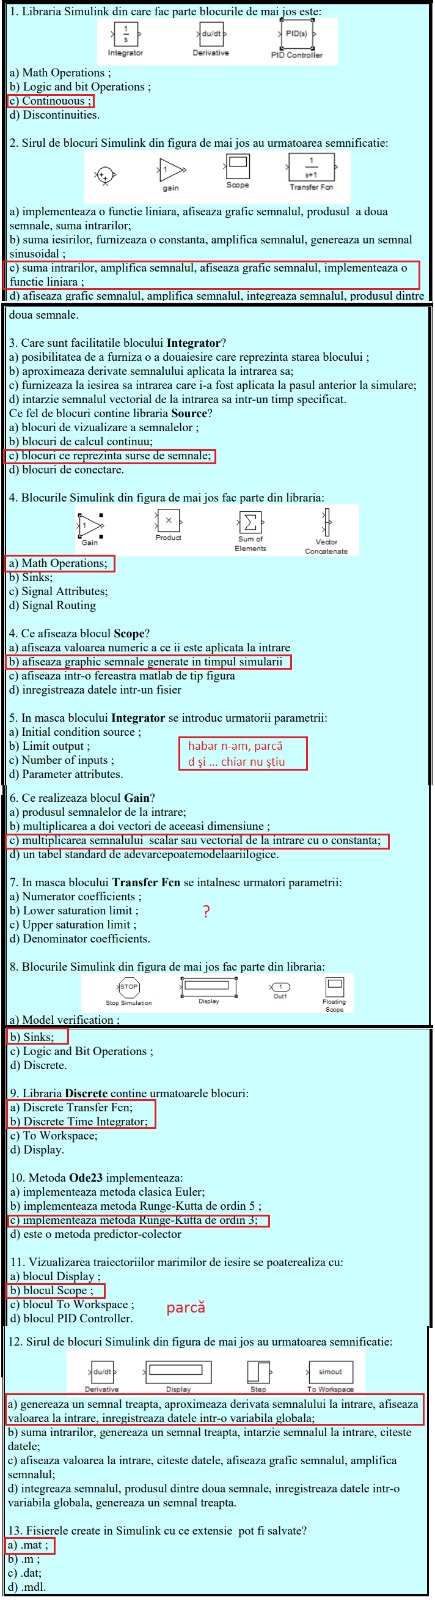 1. Libraria Simulink din care fac parte blocurile de mai jos este:
1
s
du/dt
PID(s)
Integrator
Derivative
PID Controller
a) Math Operations ;
b) Logic and bit Operations ;
c) Continouous ;
d) Discontinuities.
2. Sirul de blocuri Simulink din figura de mai jos au urmatoarea semnificatie:
1
1
s+1
gain
Scope
Transfer Fcn
a) implementeaza o functie liniara, afiseaza grafic semnalul, produsul a doua
semnale, suma intrarilor;
b) suma iesirilor, furnizeaza o constanta, amplifica semnalul, genereaza un semnal
sinusoidal ;
c) suma intrarilor, amplifica semnalul, afiseaza grafic semnalul, implementeaza o
functie liniara ;
d) afiseaza grafic semnalul, amplifica semnalul, integreaza semnalul, produsul dintre
doua semnale.
3. Care sunt facilitatile blocului Integrator?
a) posibilitatea de a furniza o a douaiesire care reprezinta starea blocului ;
b) aproximeaza derivate semnalului aplicata la intrarea sa;
c) furnizeaza la iesirea sa intrarea care i-a fost aplicata la pasul anterior la simulare;
d) intarzie semnalul vectorial de la intrarea sa intr-un timp specificat.
Ce fel de blocuri contine libraria Source?
a) blocuri de vizualizare a semnalelor ;
b) blocuri de calcul continuu;
c) blocuri ce reprezinta surse de semnale;
d) blocuri de conectare.
4. Blocurile Simulink din figura de mai jos fac parte din libraria:
1
×
Σ
Gain
Product
Sum of
Elements
Vector
Concatenate
a) Math Operations;
b) Sinks;
c) Signal Attributes;
d) Signal Routing
4. Ce afiseaza blocul Scope?
a) afiseaza valoarea numeric a ce ii este aplicata la intrare
b) afiseaza graphic semnale generate in timpul simularii
c) afiseaza intr-o fereastra matlab de tip figura
d) inregistreaza datele intr-un fisier
5. In masca blocului Integrator se introduc urmatorii parametrii:
a) Initial condition source ;
b) Limit output ;
c) Number of inputs ;
d) Parameter attributes.
habar n-am, parcă
d și ... chiar nu știu
6. Ce realizeaza blocul Gain?
a) produsul semnalelor de la intrare;
b) multiplicarea a doi vectori de aceeasi dimensiune ;
c) multiplicarea semnalului scalar sau vectorial de la intrare cu o constanta;
d) un tabel standard de adevarcepoatemodelaariilogice.
7. In masca blocului Transfer Fcn se intalnesc urmatori parametrii:
a) Numerator coefficients ;
b) Lower saturation limit ;
c) Upper saturation limit ;
d) Denominator coefficients.
?
8. Blocurile Simulink din figura de mai jos fac parte din libraria:
STOP
1
Stop Simulation
Display
Out1
Floating
Scope
a) Model verification ;
b) Sinks;
c) Logic and Bit Operations ;
d) Discrete.
9. Libraria Discrete contine urmatoarele blocuri:
a) Discrete Transfer Fcn;
b) Discrete Time Integrator;
c) To Workspace;
d) Display.
10. Metoda Ode23 implementeaza:
a) implementeaza metoda clasica Euler;
b) implementeaza metoda Runge-Kutta de ordin 5 ;
c) implementeaza metoda Runge-Kutta de ordin 3;
d) este o metoda predictor-colector
11. Vizualizarea traiectoriilor marimilor de iesire se poaterealiza cu:
a) blocul Display ;
b) blocul Scope ;
c) blocul To Workspace ;
d) blocul PID Controller.
parcă
12. Sirul de blocuri Simulink din figura de mai jos au urmatoarea semnificatie:
du/dt
simout
Derivative
Display
Step
To Workspace
a) genereaza un semnal treapta, aproximeaza derivata semnalului la intrare, afiseaza
valoarea la intrare, inregistreaza datele intr-o variabila globala;
b) suma intrarilor, genereaza un semnal treapta, intarzie semnalul la intrare, citeste
datele;
c) afiseaza valoarea la intrare, citeste datele, afiseaza grafic semnalul, amplifica
semnalul;
d) integreaza semnalul, produsul dintre doua semnale, inregistreaza datele intr-o
variabila globala, genereaza un semnal treapta.
13. Fisierele create in Simulink cu ce extensie pot fi salvate?
a) .mat ;
b) .m ;
c) .dat;
d) .mdl.